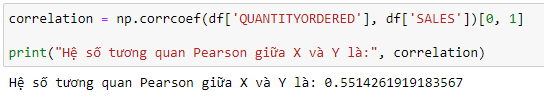 correlation = np.corrcoef(df['QUANTITYORDERED'], df['SALES'])[0, 1]
print("Hệ số tương quan Pearson giữa X và Y là:", correlation)
Hệ số tương quan Pearson giữa X và Y là: 0.5514261919183567